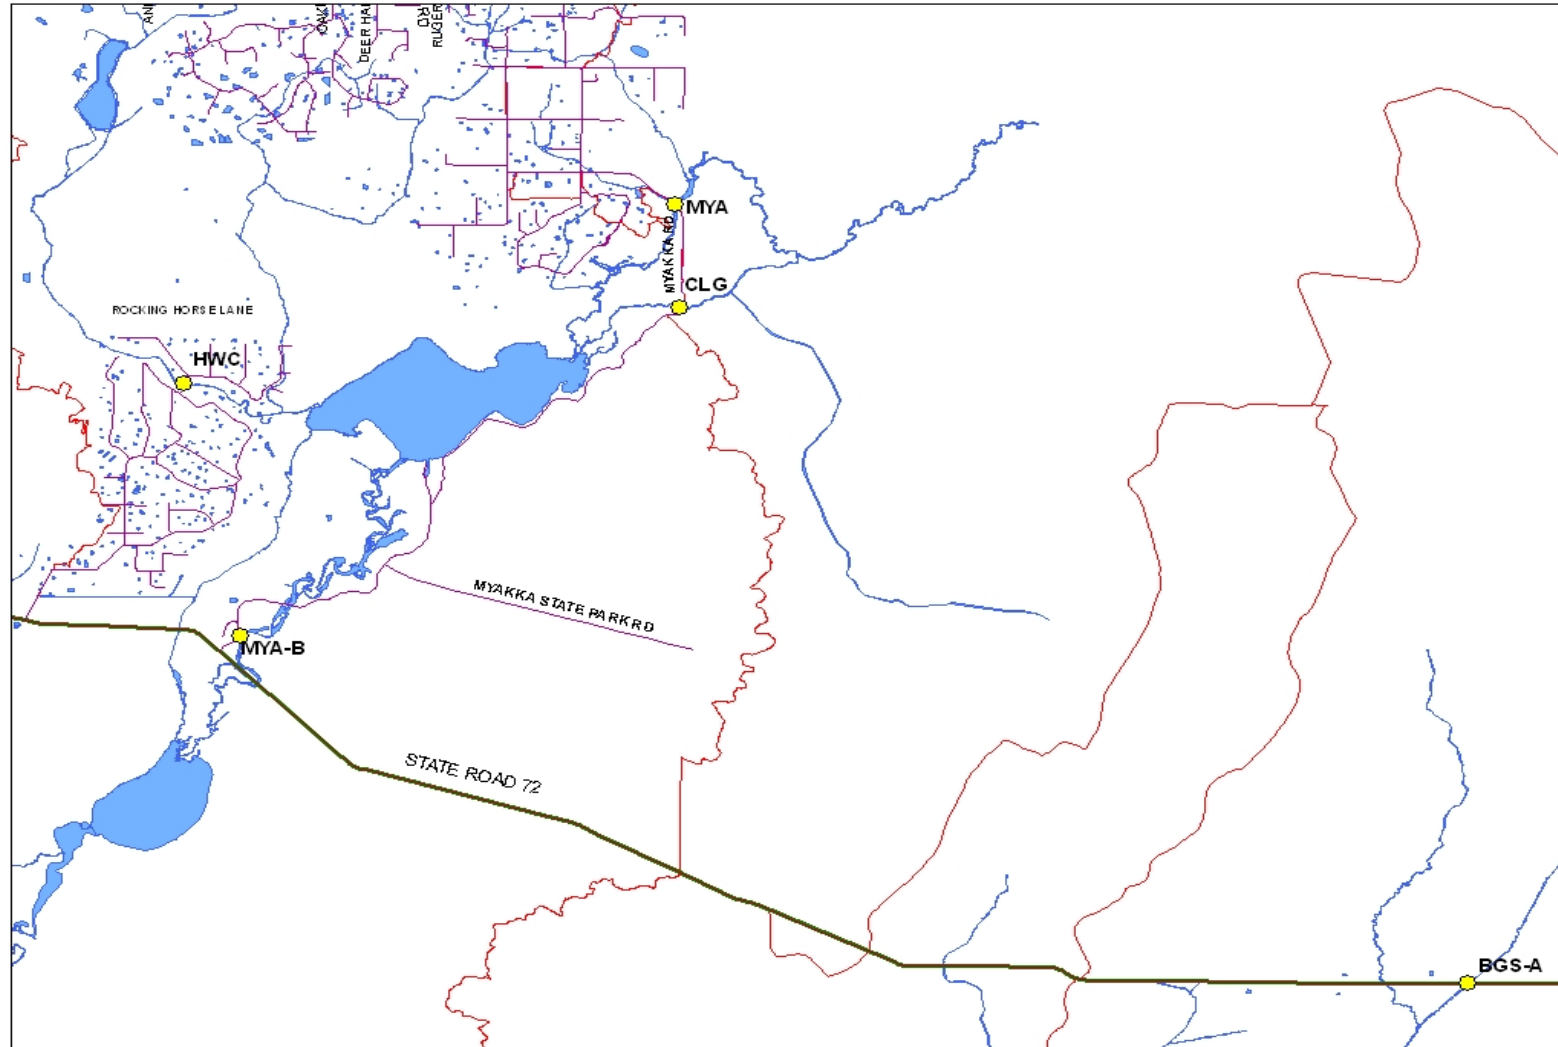 DEER HA
RUGER
RD
MYA
MYAKKA RD
CLG
ROCKING HORSE LANE
HWC
MYAKKA STATE PARK RD
MYA-B
STATE ROAD 72
BGS-A